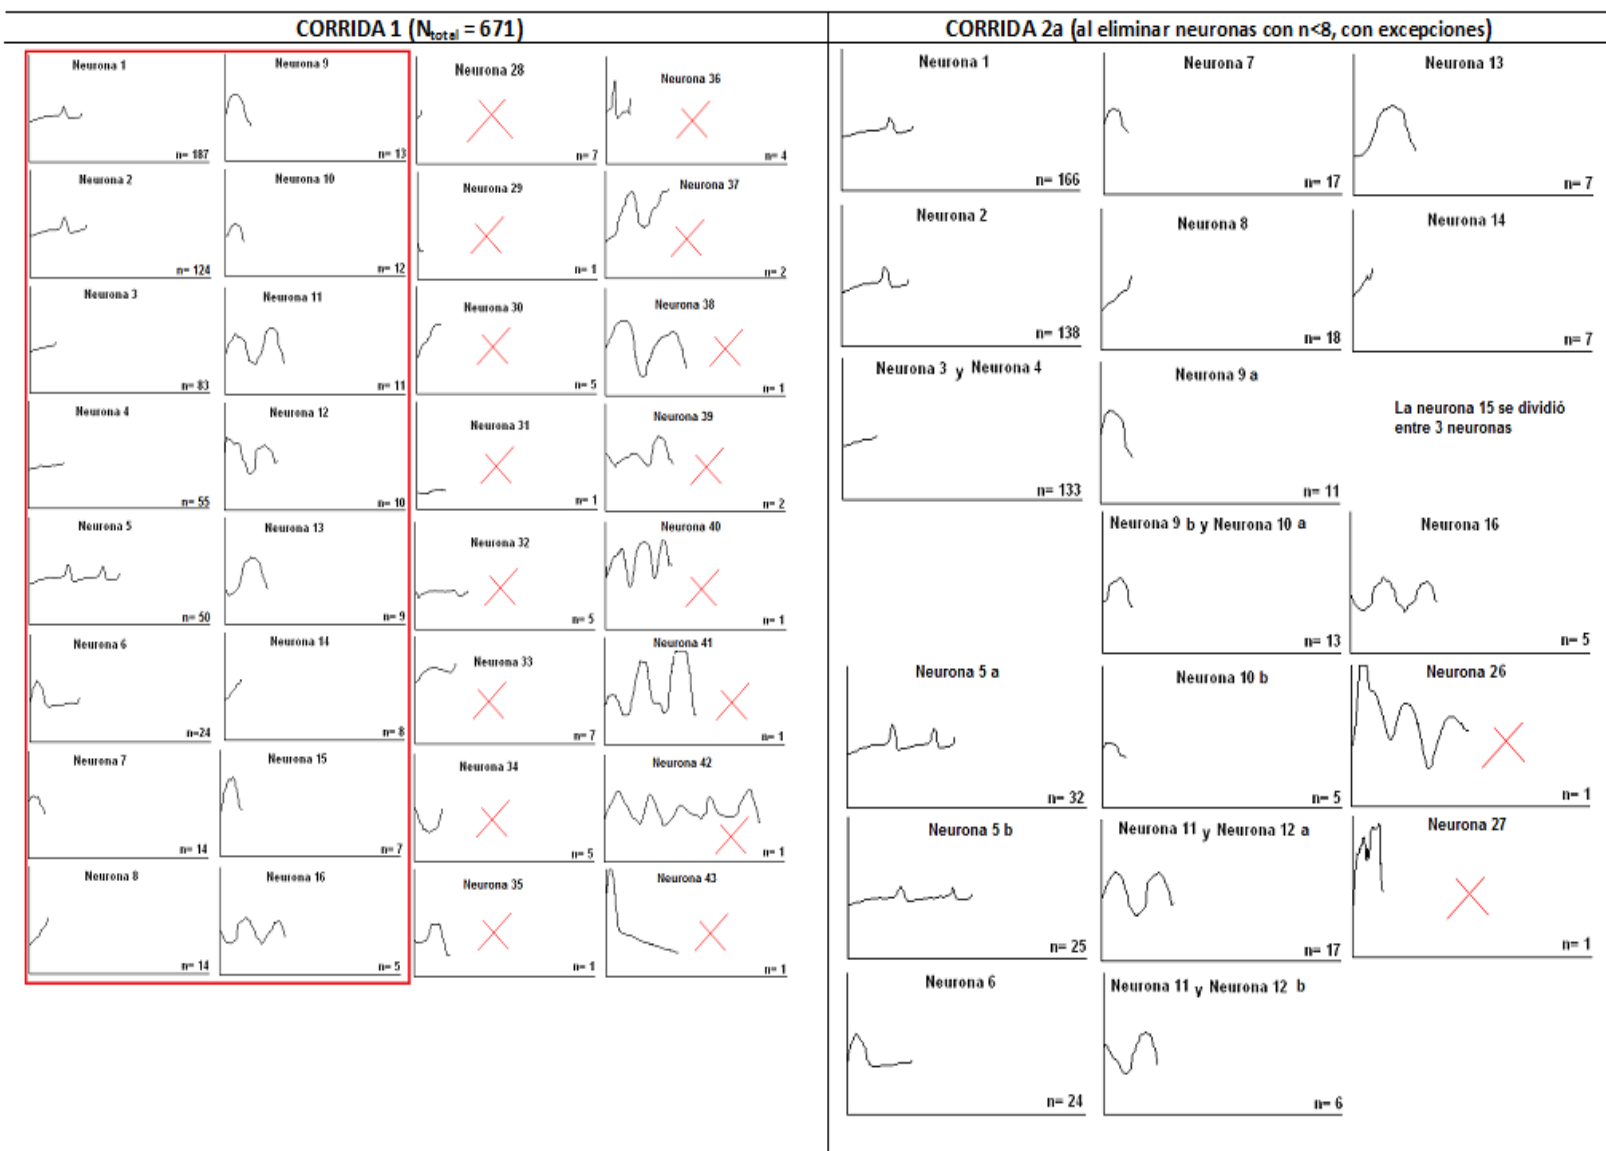 CORRIDA 1 (Ntotal = 671)
Neurona 1
n= 187
Neurona 2
n= 124
Neurona 3
n= 83
Neurona 4
n= 55
Neurona 5
n= 50
Neurona 6
n=24
Neurona 7
n= 14
Neurona 8
n= 14
Neurona 9
n= 13
Neurona 10
n= 12
Neurona 11
n= 11
Neurona 12
n= 10
Neurona 13
n= 9
Neurona 14
n= 8
Neurona 15
n= 7
Neurona 16
n= 5
Neurona 28
n= 7
Neurona 29
n= 1
Neurona 30
n= 5
Neurona 31
n= 1
Neurona 32
n= 5
Neurona 33
n= 7
Neurona 34
n= 5
Neurona 35
n= 1
Neurona 36
n= 4
Neurona 37
n= 2
Neurona 38
n= 1
Neurona 39
n= 2
Neurona 40
n= 1
Neurona 41
n= 1
Neurona 42
n= 1
Neurona 43
n= 1
CORRIDA 2a (al eliminar neuronas con n<8, con excepciones)
Neurona 1
n= 166
Neurona 2
n= 138
Neurona 3 y Neurona 4
n= 133
Neurona 5 a
n= 32
Neurona 5 b
n= 25
Neurona 6
n= 24
Neurona 7
n= 17
Neurona 8
n= 18
Neurona 9 a
n= 11
Neurona 9 b y Neurona 10 a
n= 13
Neurona 10 b
n= 5
Neurona 11 y Neurona 12 a
n= 17
Neurona 11 y Neurona 12 b
n= 6
Neurona 13
n= 7
Neurona 14
n= 7
La neurona 15 se dividió
entre 3 neuronas
Neurona 16
n= 5
Neurona 26
n= 1
Neurona 27
n= 1